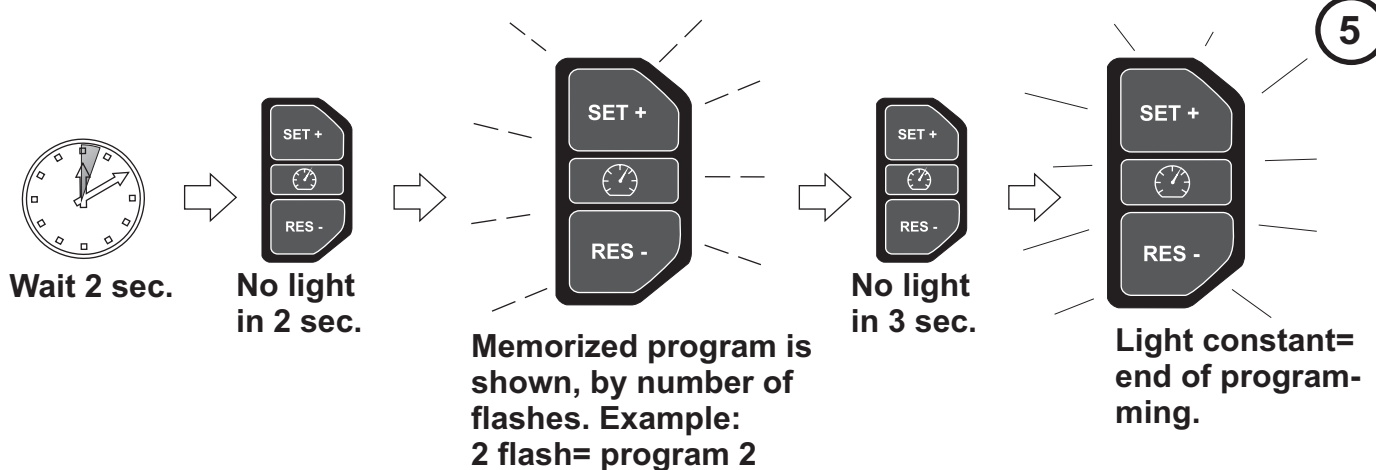 5
Wait 2 sec.
SET +
RES -
No light
in 2 sec.
SET +
RES -
Memorized program is
shown, by number of
flashes. Example:
2 flash= program 2
SET +
RES -
No light
in 3 sec.
SET +
RES -
Light constant=
end of program-
ming.